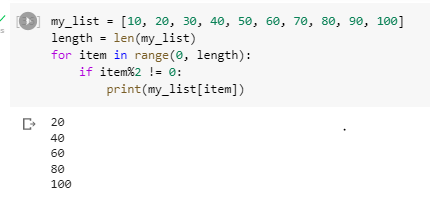 my_list = [10, 20, 30, 40, 50, 60, 70, 80, 90, 100]
length = len(my_list)
for item in range(0, length):
    if item%2 != 0:
        print(my_list[item])
20
40
60
80
100